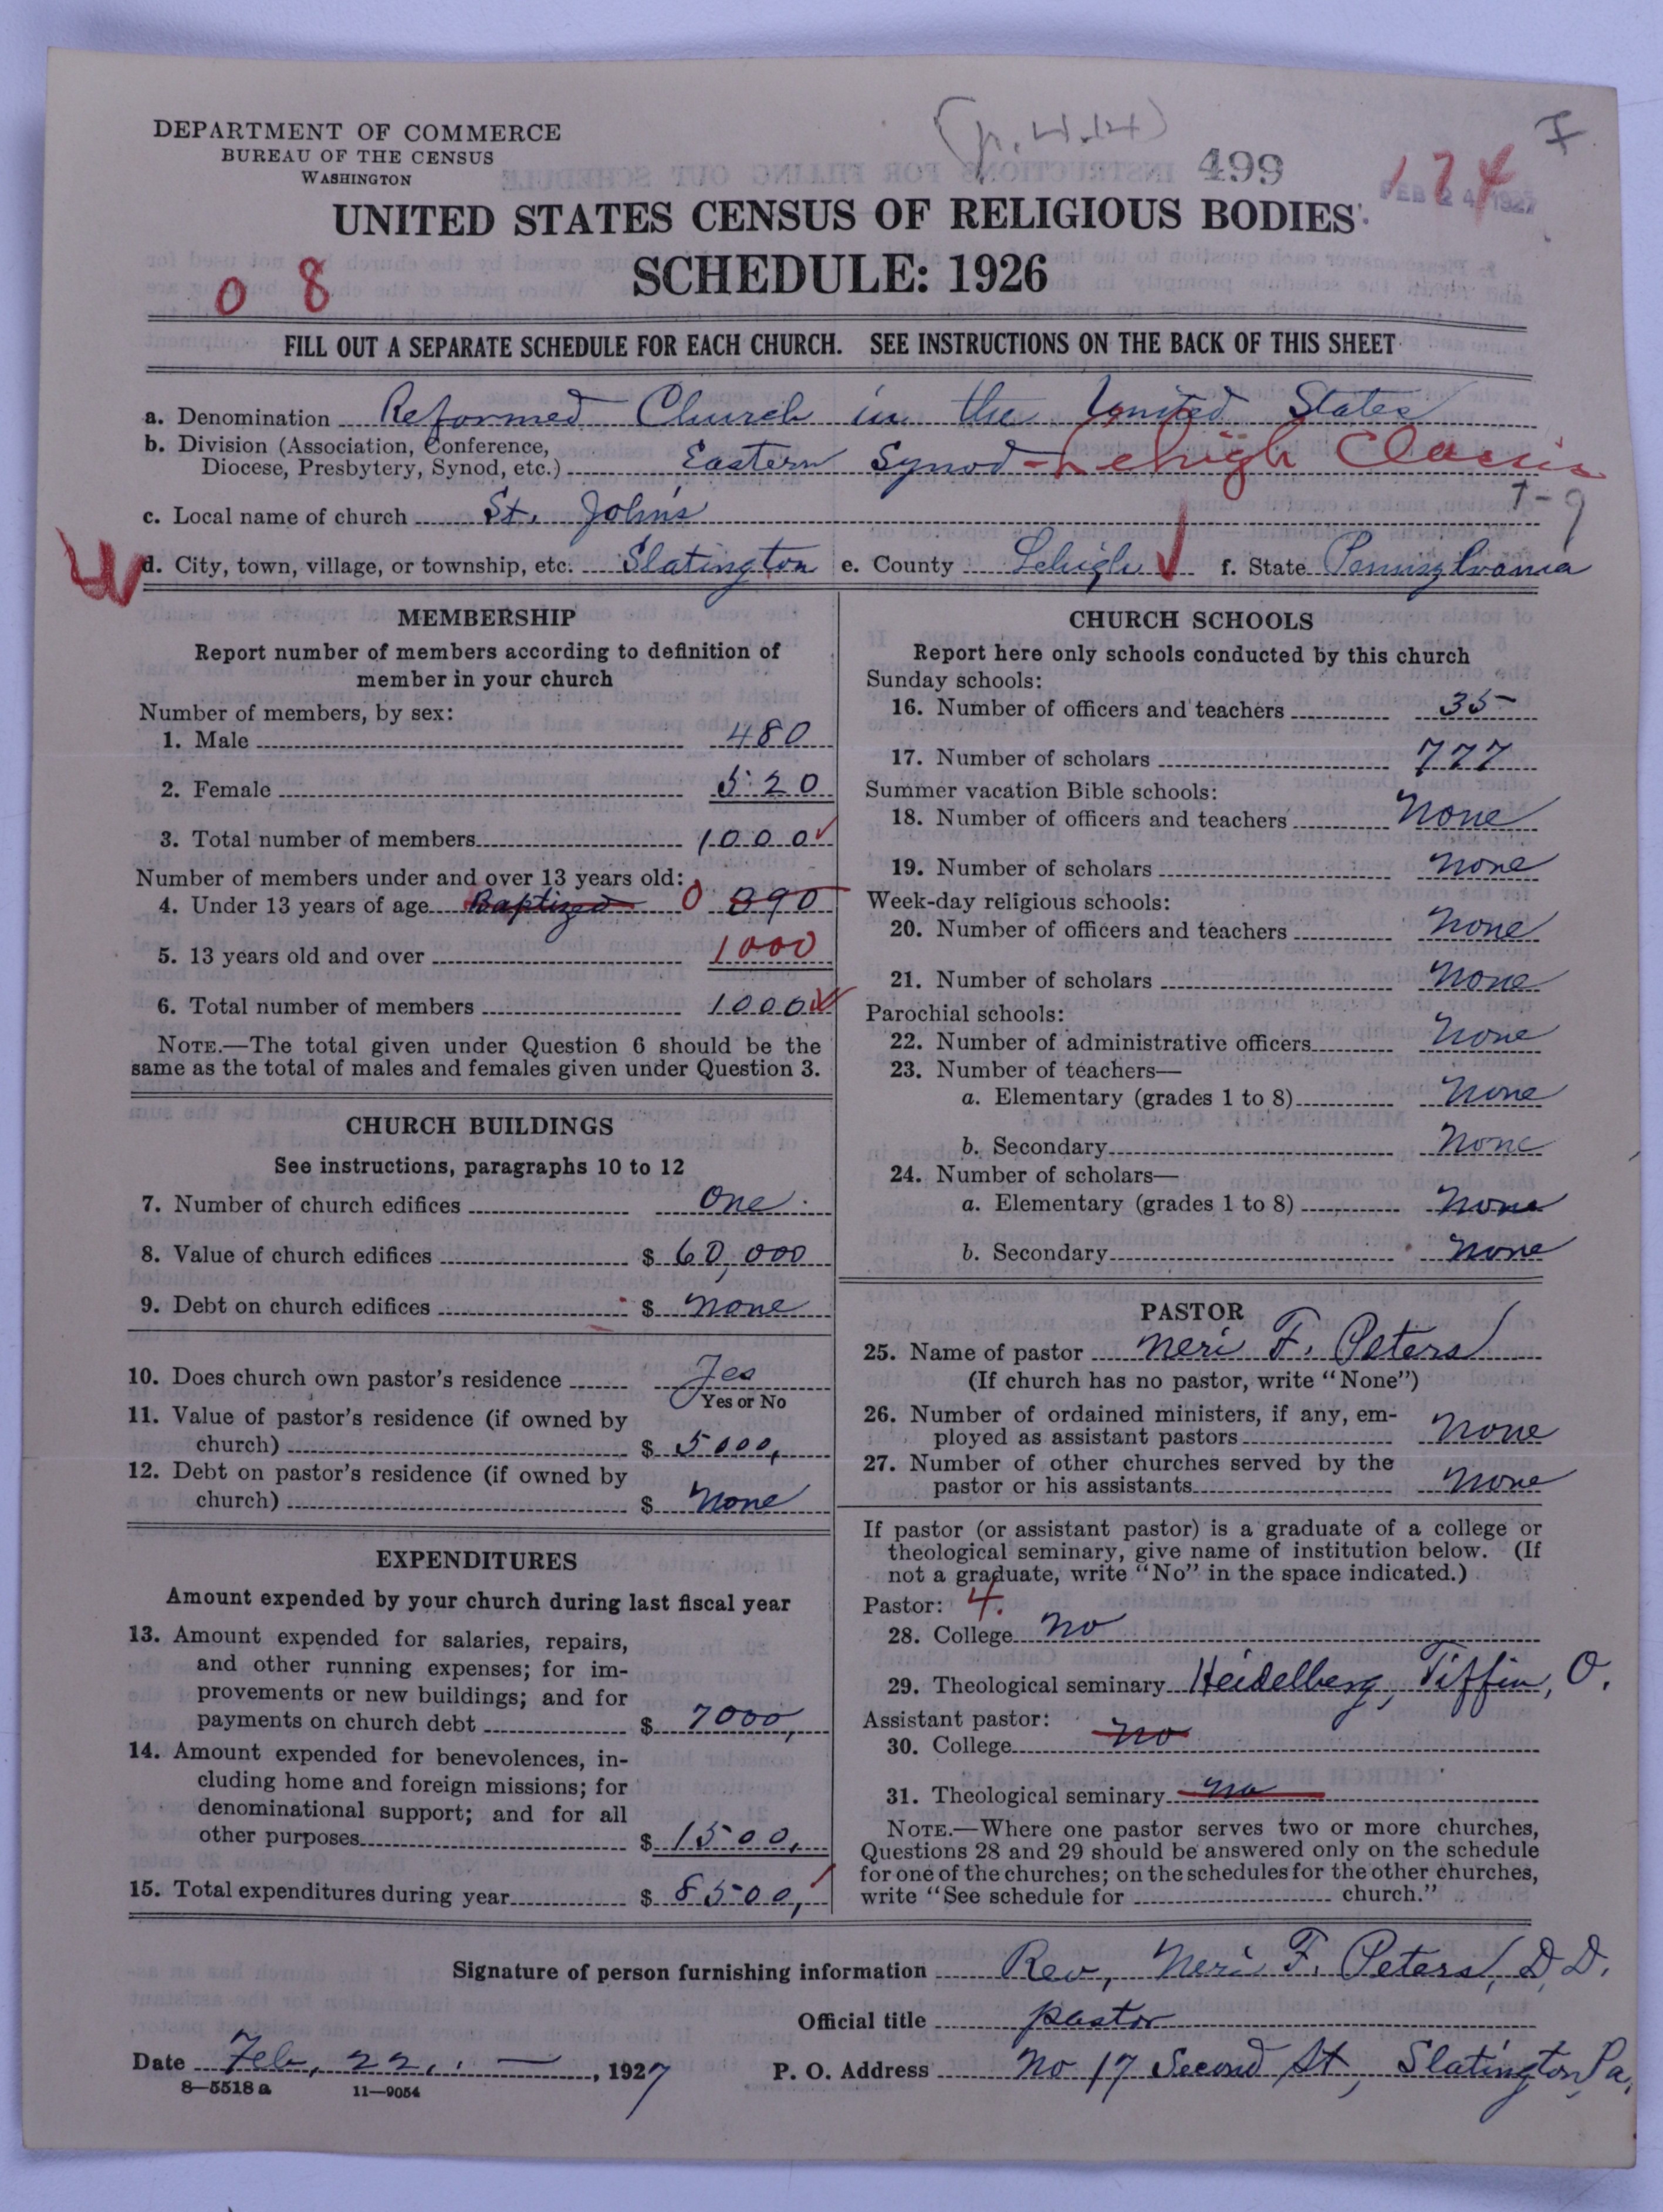 DEPARTMENT OF COMMERCE
BUREAU OF THE CENSUS
WASHINGTON
499
FEB 24 1927
UNITED STATES CENSUS OF RELIGIOUS BODIES
SCHEDULE: 1926
0 8
FILL OUT A SEPARATE SCHEDULE FOR EACH CHURCH. SEE INSTRUCTIONS ON THE BACK OF THIS SHEET
a. Denomination Reformed Church in the United States
b. Division (Association, Conference,
Diocese, Presbytery, Synod, etc.) Eastern Synod - Lehigh Classis
c. Local name of church St. John's
d. City, town, village, or township, etc. Slatington e. County Lehigh f. State Pennsylvania
MEMBERSHIP
Report number of members according to definition of
member in your church
Number of members, by sex:
1. Male 480
2. Female 520
3. Total number of members 1000
Number of members under and over 13 years old:
4. Under 13 years of age Baptized 0 890
5. 13 years old and over 1000
6. Total number of members 1000
NOTE.—The total given under Question 6 should be the
same as the total of males and females given under Question 3.
CHURCH BUILDINGS
See instructions, paragraphs 10 to 12
7. Number of church edifices One
8. Value of church edifices $ 60,000
9. Debt on church edifices $ None
10. Does church own pastor's residence Yes
Yes or No
11. Value of pastor's residence (if owned by
church) $ 5000,
12. Debt on pastor's residence (if owned by
church) $ None
EXPENDITURES
Amount expended by your church during last fiscal year
13. Amount expended for salaries, repairs,
and other running expenses; for im-
provements or new buildings; and for
payments on church debt $ 7000,
14. Amount expended for benevolences, in-
cluding home and foreign missions; for
denominational support; and for all
other purposes $ 1500,
15. Total expenditures during year $ 8500,
CHURCH SCHOOLS
Report here only schools conducted by this church
Sunday schools:
16. Number of officers and teachers 35
17. Number of scholars 777
Summer vacation Bible schools:
18. Number of officers and teachers None
19. Number of scholars None
Week-day religious schools:
20. Number of officers and teachers None
21. Number of scholars None
Parochial schools:
22. Number of administrative officers None
23. Number of teachers—
a. Elementary (grades 1 to 8) None
b. Secondary None
24. Number of scholars—
a. Elementary (grades 1 to 8) None
b. Secondary None
PASTOR
25. Name of pastor Neri F. Peters
(If church has no pastor, write "None")
26. Number of ordained ministers, if any, em-
ployed as assistant pastors None
27. Number of other churches served by the
pastor or his assistants None
If pastor (or assistant pastor) is a graduate of a college or
theological seminary, give name of institution below. (If
not a graduate, write "No" in the space indicated.)
Pastor: 4.
28. College No
29. Theological seminary Heidelberg, Tiffin, O.
Assistant pastor:
30. College No
31. Theological seminary No
NOTE.—Where one pastor serves two or more churches,
Questions 28 and 29 should be answered only on the schedule
for one of the churches; on the schedules for the other churches,
write "See schedule for church."
Signature of person furnishing information Rev, Neri F. Peters, D.D.
Official title pastor
Date Feb, 22, , 1927 P. O. Address No 17 Second St, Slatington, Pa,
8—5518 a 11—9054